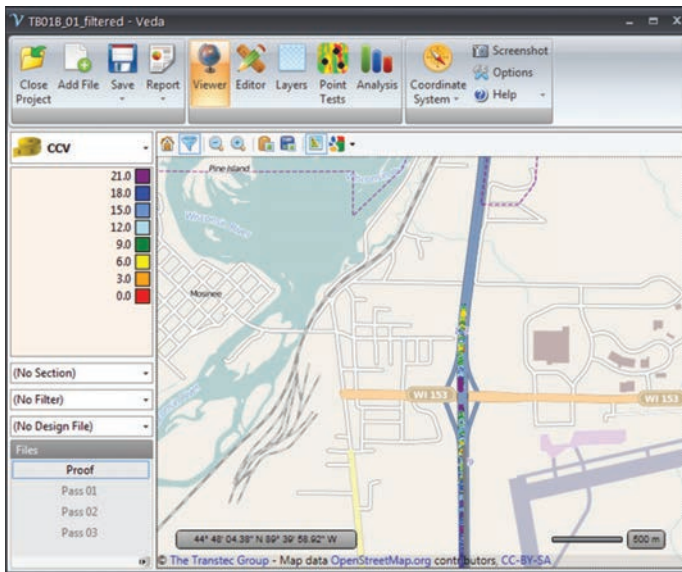 TB01B_01_filtered - Veda
Close Project
Add File
Save
Report
Viewer
Editor
Layers
Point Tests
Analysis
Coordinate System
Screenshot
Options
Help
CCV
21.0
18.0
15.0
12.0
9.0
6.0
3.0
0.0
(No Section)
(No Filter)
(No Design File)
Files
Proof
Pass 01
Pass 02
Pass 03
Pine Island
Wisconsin River
Mosinee
WI 153
WI 153
44° 48' 04.38" N 89° 39' 58.92" W
500 m
© The Transtec Group - Map data OpenStreetMap.org contributors, CC-BY-SA